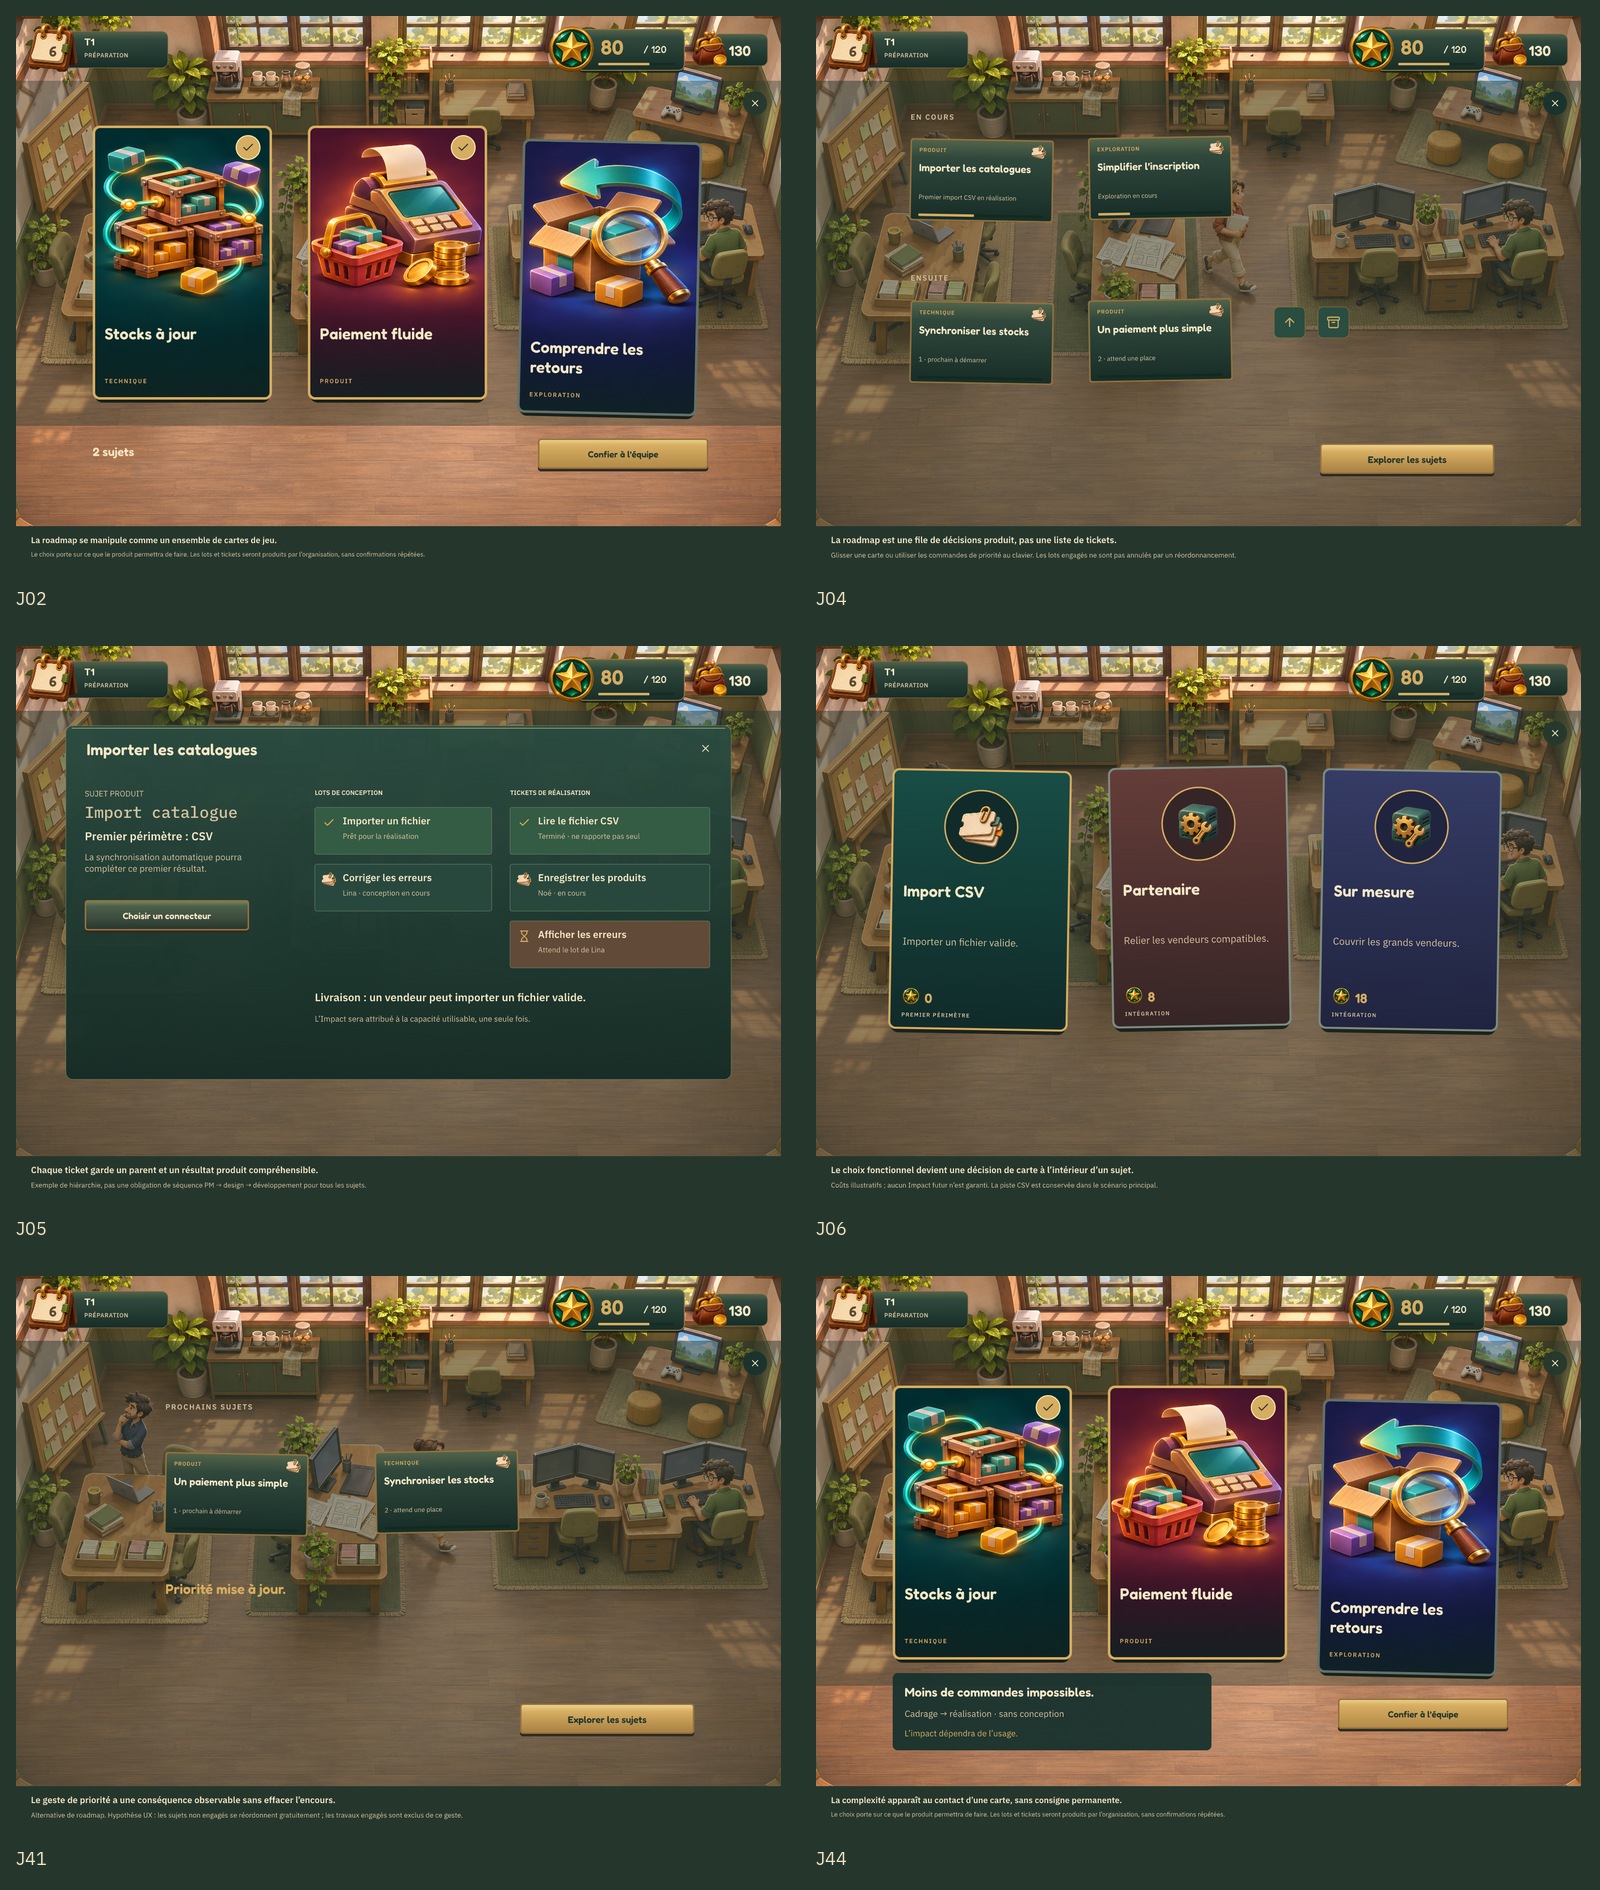 6
T1
PRÉPARATION
80
/ 120
130
Stocks à jour
TECHNIQUE
Paiement fluide
PRODUIT
Comprendre les
retours
EXPLORATION
2 sujets
Confier à l'équipe
La roadmap se manipule comme un ensemble de cartes de jeu.
Le choix porte sur ce que le produit permettra de faire. Les lots et tickets seront produits par l'organisation, sans confirmations répétées.
J02
6
T1
PRÉPARATION
80
/ 120
130
EN COURS
PRODUIT
Importer les catalogues
Premier import CSV en réalisation
EXPLORATION
Simplifier l'inscription
Exploration en cours
ENSUITE
TECHNIQUE
Synchroniser les stocks
1 · prochain à démarrer
PRODUIT
Un paiement plus simple
2 · attend une place
Explorer les sujets
La roadmap est une file de décisions produit, pas une liste de tickets.
Glisser une carte ou utiliser les commandes de priorité au clavier. Les lots engagés ne sont pas annulés par un réordonnancement.
J04
6
T1
PRÉPARATION
80
/ 120
130
Importer les catalogues
SUJET PRODUIT
Import catalogue
Premier périmètre : CSV
La synchronisation automatique pourra
compléter ce premier résultat.
Choisir un connecteur
LOTS DE CONCEPTION
Importer un fichier
Prêt pour la réalisation
Corriger les erreurs
Lina · conception en cours
TICKETS DE RÉALISATION
Lire le fichier CSV
Terminé · ne rapporte pas seul
Enregistrer les produits
Noé · en cours
Afficher les erreurs
Attend le lot de Lina
Livraison : un vendeur peut importer un fichier valide.
L'Impact sera attribué à la capacité utilisable, une seule fois.
Chaque ticket garde un parent et un résultat produit compréhensible.
Exemple de hiérarchie, pas une obligation de séquence PM → design → développement pour tous les sujets.
J05
6
T1
PRÉPARATION
80
/ 120
130
Import CSV
Importer un fichier valide.
0
PREMIER PÉRIMÈTRE
Partenaire
Relier les vendeurs compatibles.
8
INTÉGRATION
Sur mesure
Couvrir les grands vendeurs.
18
INTÉGRATION
Le choix fonctionnel devient une décision de carte à l'intérieur d'un sujet.
Coûts illustratifs ; aucun Impact futur n'est garanti. La piste CSV est conservée dans le scénario principal.
J06
6
T1
PRÉPARATION
80
/ 120
130
PROCHAINS SUJETS
PRODUIT
Un paiement plus simple
1 · prochain à démarrer
TECHNIQUE
Synchroniser les stocks
2 · attend une place
Priorité mise à jour.
Explorer les sujets
Le geste de priorité a une conséquence observable sans effacer l'encours.
Alternative de roadmap. Hypothèse UX : les sujets non engagés se réordonnent gratuitement ; les travaux engagés sont exclus de ce geste.
J41
6
T1
PRÉPARATION
80
/ 120
130
Stocks à jour
TECHNIQUE
Paiement fluide
PRODUIT
Comprendre les
retours
EXPLORATION
Moins de commandes impossibles.
Cadrage → réalisation · sans conception
L'impact dépendra de l'usage.
Confier à l'équipe
La complexité apparaît au contact d'une carte, sans consigne permanente.
Le choix porte sur ce que le produit permettra de faire. Les lots et tickets seront produits par l'organisation, sans confirmations répétées.
J44